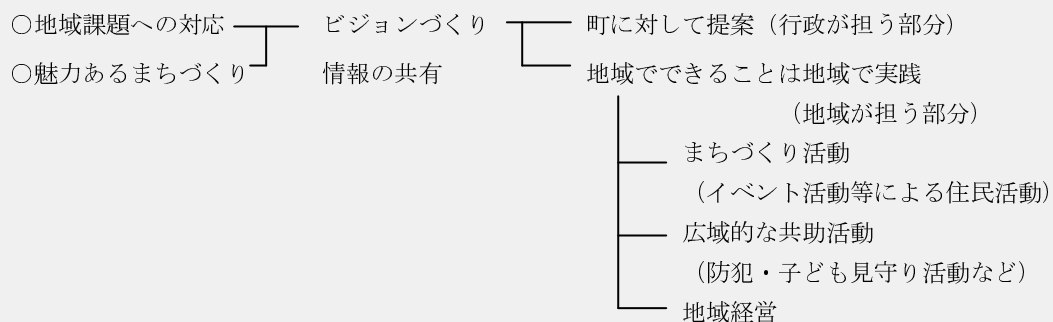 ○地域課題への対応 ビジョンづくり 町に対して提案（行政が担う部分）
○魅力あるまちづくり 情報の共有 地域でできることは地域で実践
（地域が担う部分）
まちづくり活動
（イベント活動等による住民活動）
広域的な共助活動
（防犯・子ども見守り活動など）
地域経営